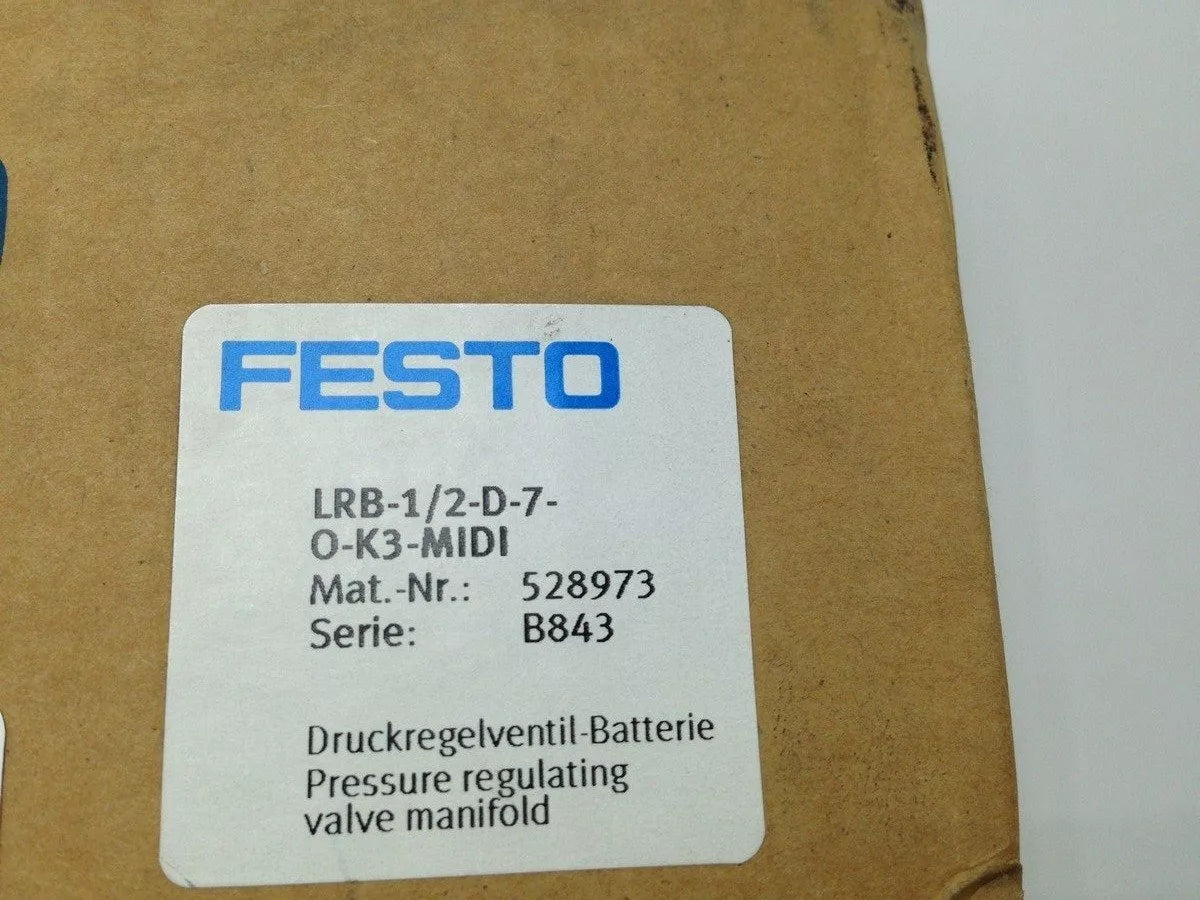 FESTO
LRB-1/2-D-7-
O-K3-MIDI
Mat.-Nr.: 528973
Serie: B843
Druckregelventil-Batterie
Pressure regulating
valve manifold